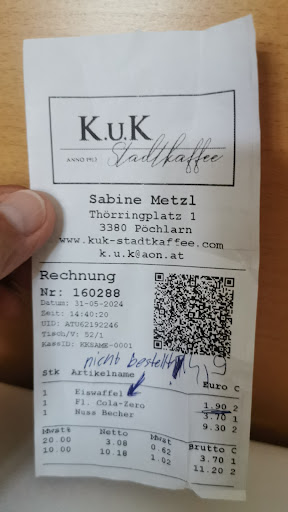 K.u.K
ANNO 1913
Stadtkaffee
Sabine Metzl
Thörringplatz 1
3380 Pöchlarn
www.kuk-stadtkaffee.com
k.u.k@aon.at
Rechnung
Nr: 160288
Datum: 31-05-2024
Zeit: 14:40:20
UID: ATU62192246
Tisch/V: 52/1
KassID: KKEAME-0001
nicht bestellt
Stk Artikelname Euro C
1 Eiswaffel 1.90 2
1 Fl. Cola-Zero 3.70 1
1 Nuss Becher 9.30 2
Mwst% Netto Mwst Brutto C
20.00 3.08 0.62 3.70 1
10.00 10.18 1.02 11.20 2